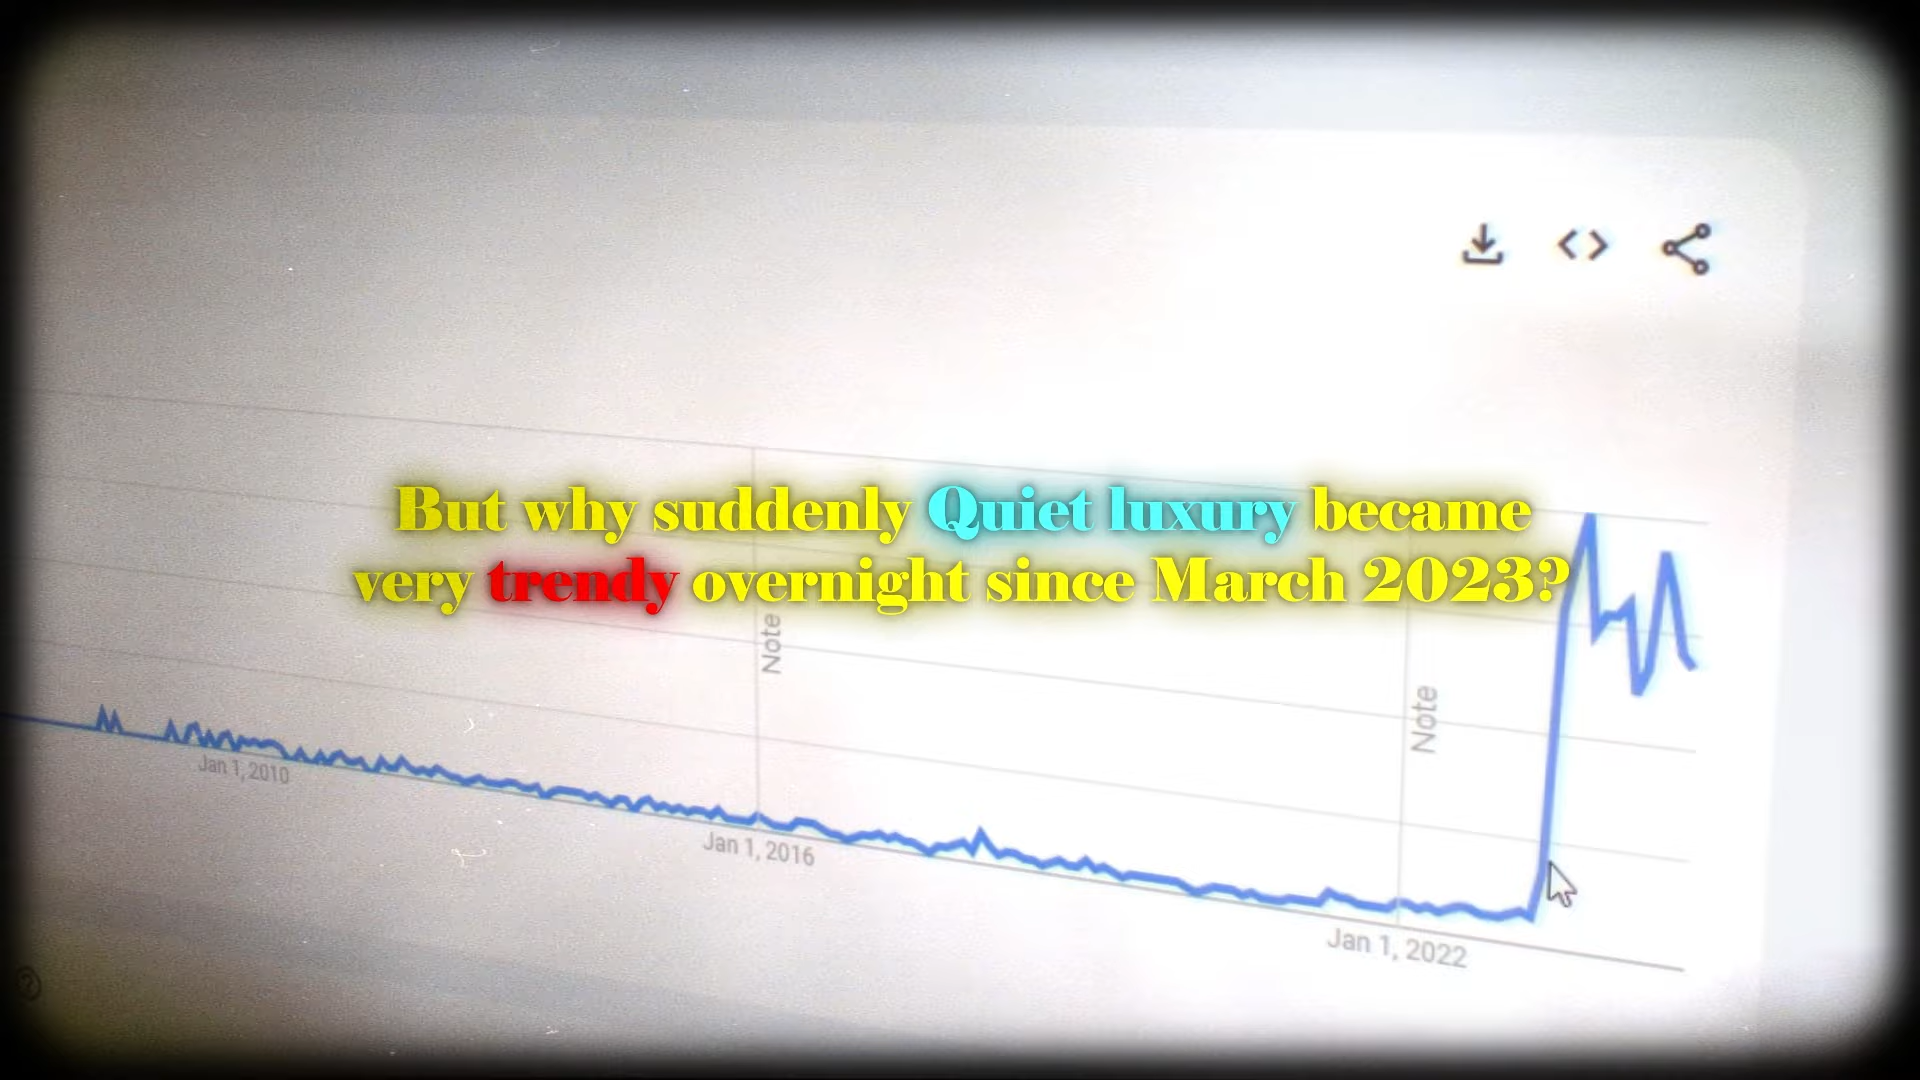 But why suddenly Quiet luxury became
very trendy overnight since March 2023?
Note
Note
Jan 1, 2010
Jan 1, 2016
Jan 1, 2022